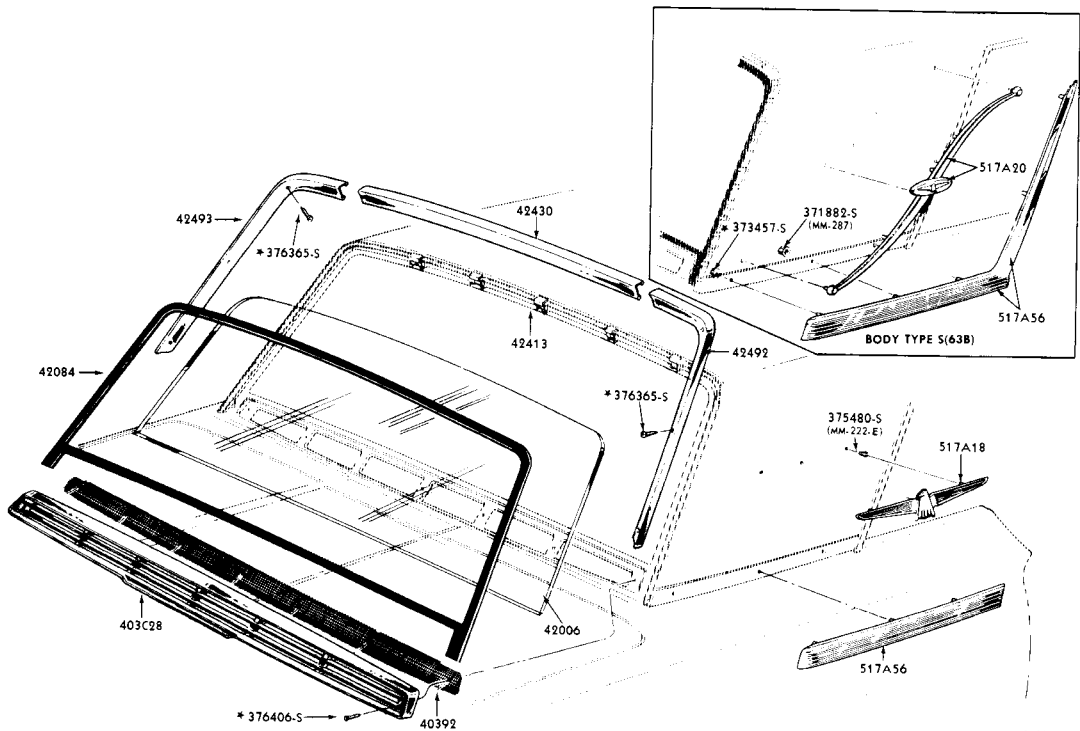 517A20
371882-S
(MM-287)
★ 373457-S
517A56
BODY TYPE S(63B)
42493
42430
★ 376365-S
42413
42492
42084
★ 376365-S
375480-S
(MM-222-E)
517A18
403C28
42006
517A56
★ 376406-S
40392